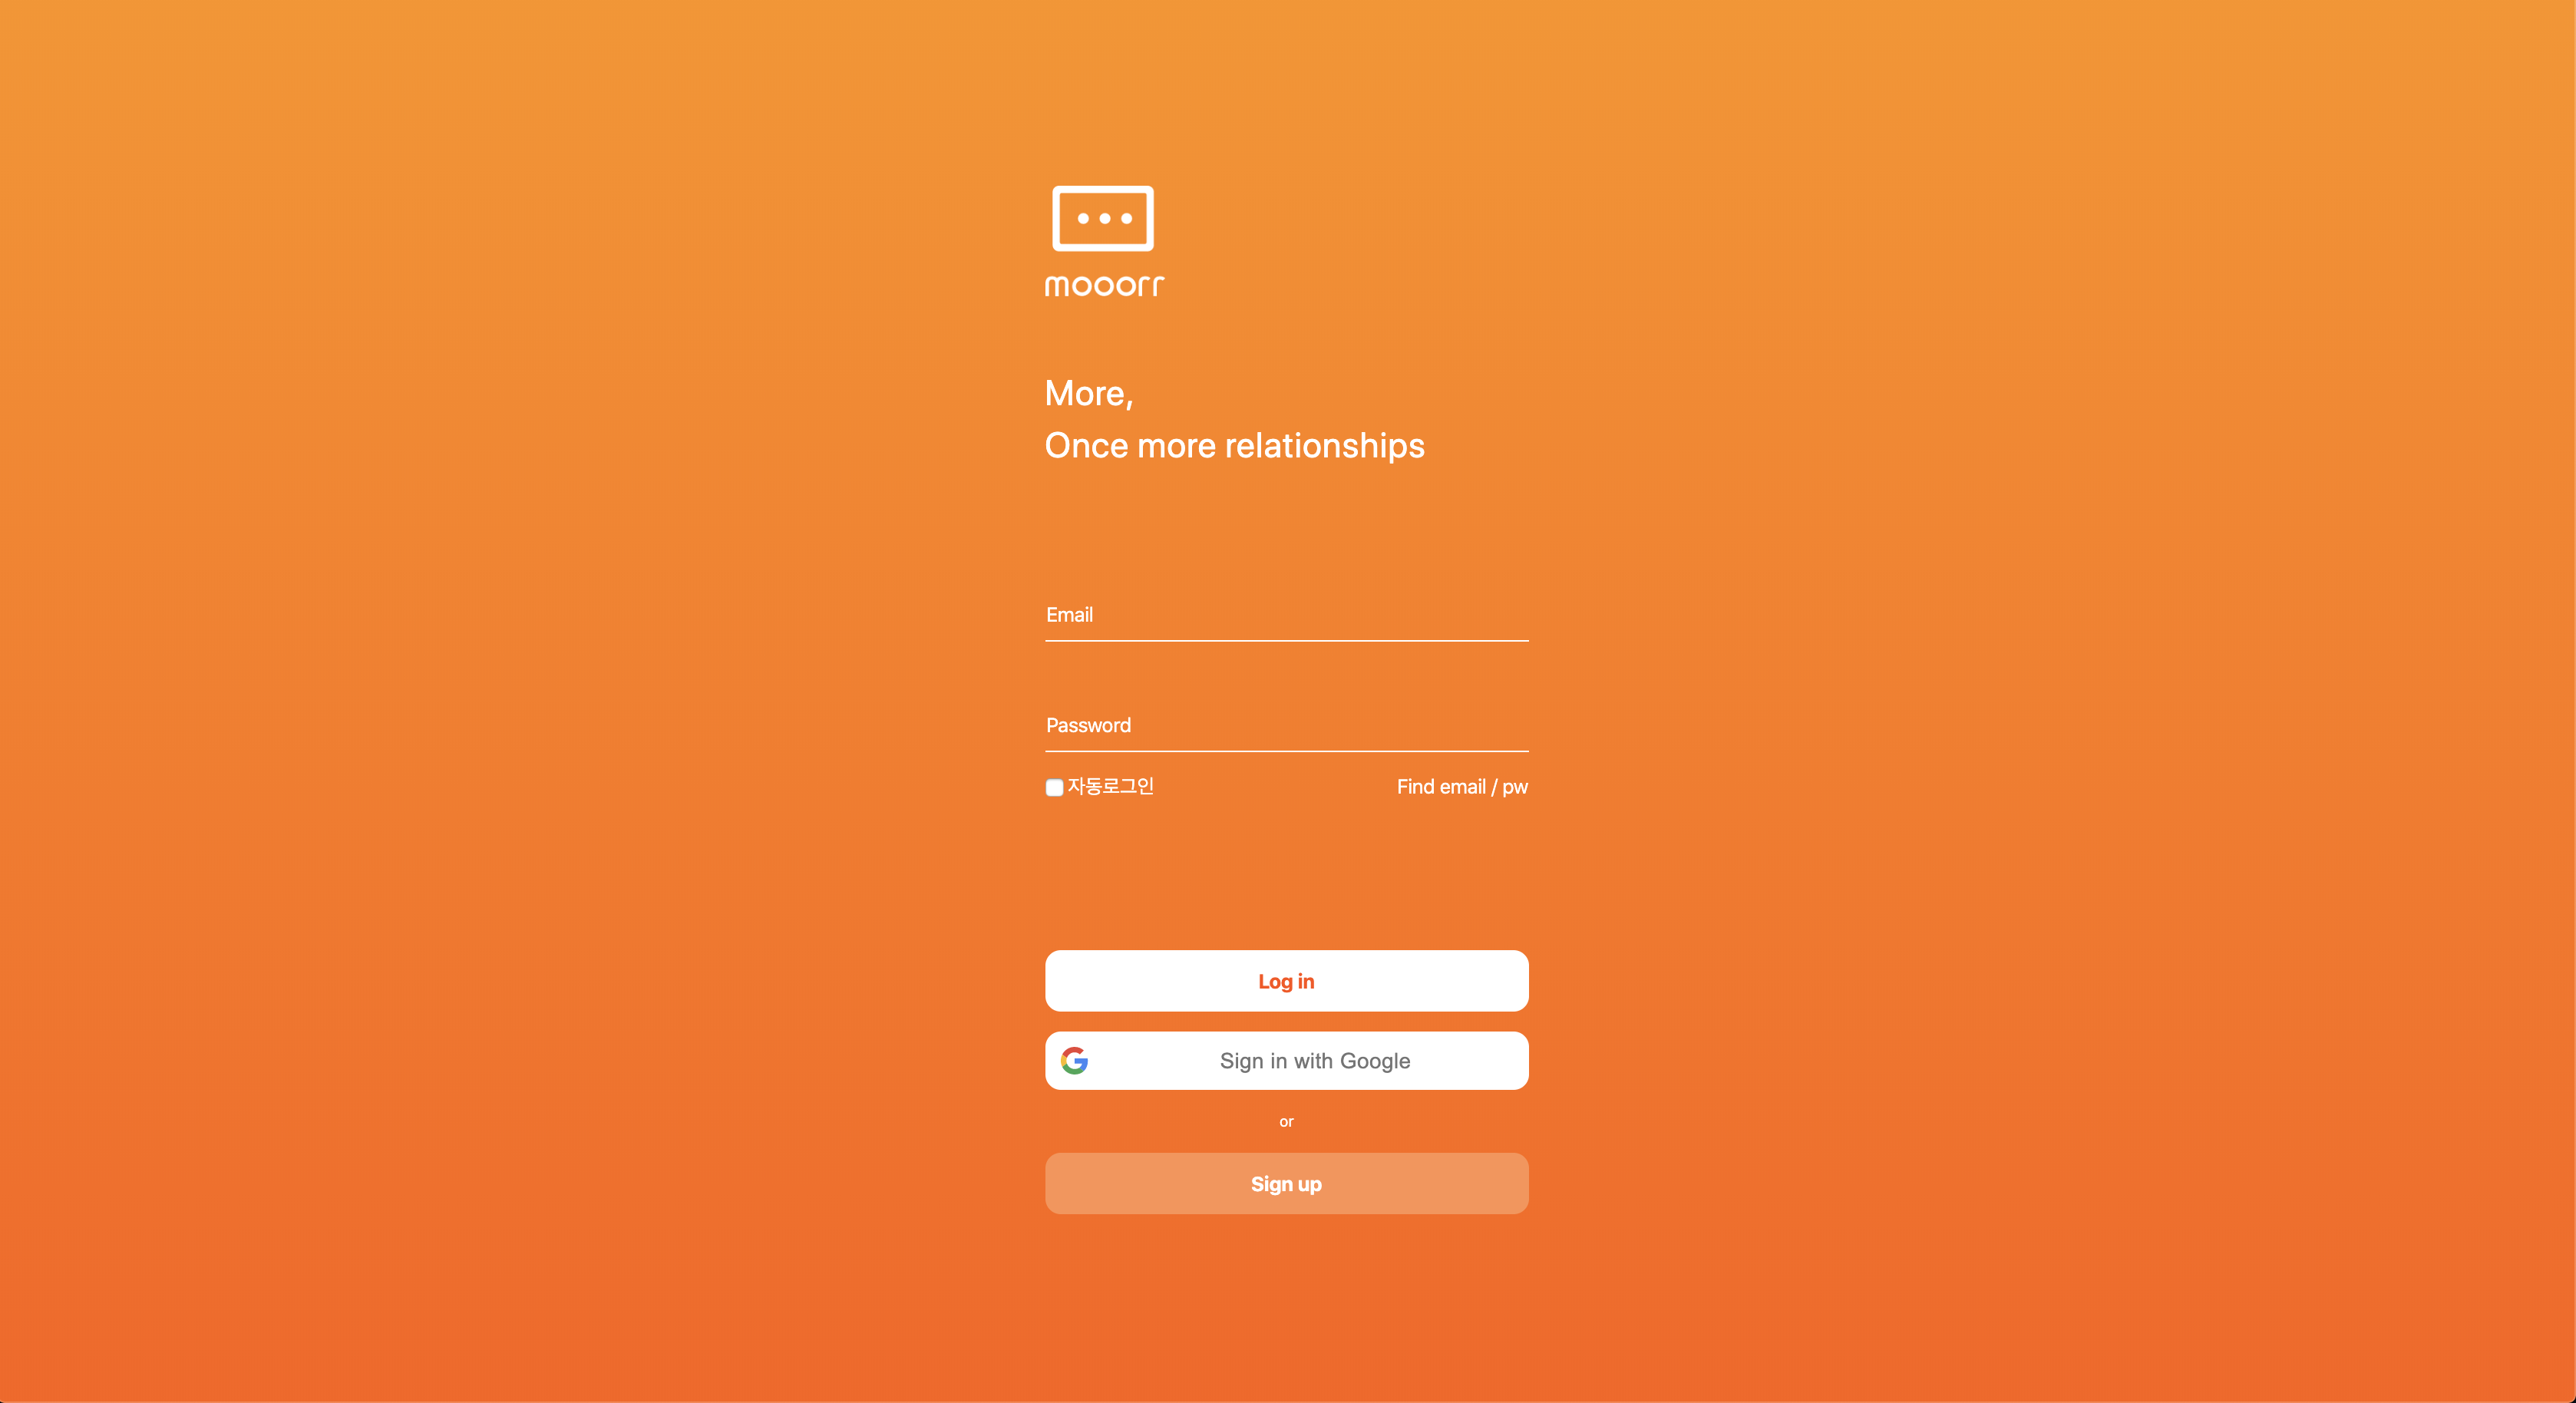 mooorr
More,
Once more relationships
Email
Password
자동로그인 Find email / pw
Log in
Sign in with Google
or
Sign up